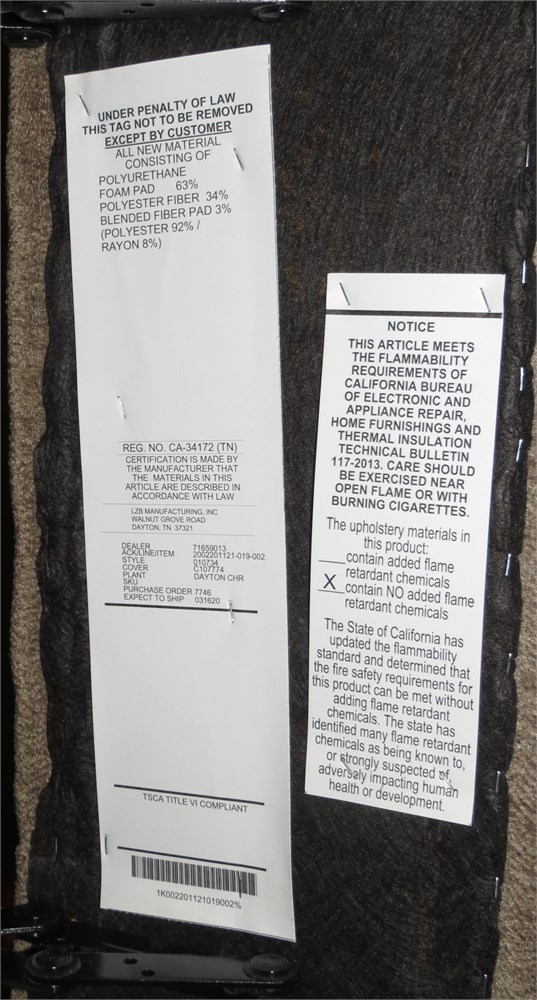 UNDER PENALTY OF LAW
THIS TAG NOT TO BE REMOVED
EXCEPT BY CUSTOMER
ALL NEW MATERIAL
CONSISTING OF
POLYURETHANE
FOAM PAD 63%
POLYESTER FIBER 34%
BLENDED FIBER PAD 3%
(POLYESTER 92% /
RAYON 8%)
REG. NO. CA-34172 (TN)
CERTIFICATION IS MADE BY
THE MANUFACTURER THAT
THE MATERIALS IN THIS
ARTICLE ARE DESCRIBED IN
ACCORDANCE WITH LAW
LZB MANUFACTURING, INC
WALNUT GROVE ROAD
DAYTON, TN 37321
DEALER 71659013
ACK/LINE/ITEM 2002201121-019-002
STYLE 010734
COVER C107774
PLANT DAYTON CHR
SKU
PURCHASE ORDER 7746
EXPECT TO SHIP 031620
TSCA TITLE VI COMPLIANT
1K002201121019002%
NOTICE
THIS ARTICLE MEETS
THE FLAMMABILITY
REQUIREMENTS OF
CALIFORNIA BUREAU
OF ELECTRONIC AND
APPLIANCE REPAIR,
HOME FURNISHINGS AND
THERMAL INSULATION
TECHNICAL BULLETIN
117-2013. CARE SHOULD
BE EXERCISED NEAR
OPEN FLAME OR WITH
BURNING CIGARETTES.
The upholstery materials in
this product:
___contain added flame
retardant chemicals
X contain NO added flame
retardant chemicals
The State of California has
updated the flammability
standard and determined that
the fire safety requirements for
this product can be met without
adding flame retardant
chemicals. The state has
identified many flame retardant
chemicals as being known to,
or strongly suspected of,
adversely impacting human
health or development.